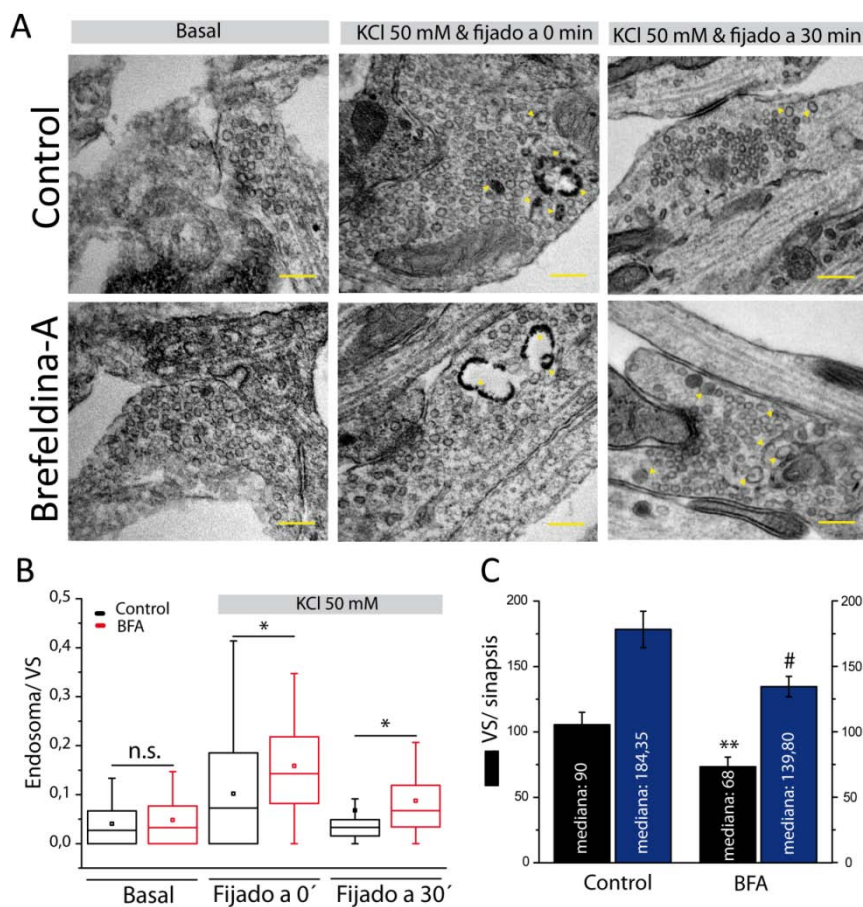 A
Basal
KCl 50 mM & fijado a 0 min
KCl 50 mM & fijado a 30 min
Control
Brefeldina-A
B
KCl 50 mM
Control
BFA
0,5
0,4
0,3
0,2
0,1
0,0
Endosoma/ VS
n.s.
*
*
Basal
Fijado a 0´
Fijado a 30´
C
200
150
100
50
0
VS/ sinapsis
mediana: 90
mediana: 184,35
**
mediana: 68
#
mediana: 139,80
200
150
100
50
0
Control
BFA